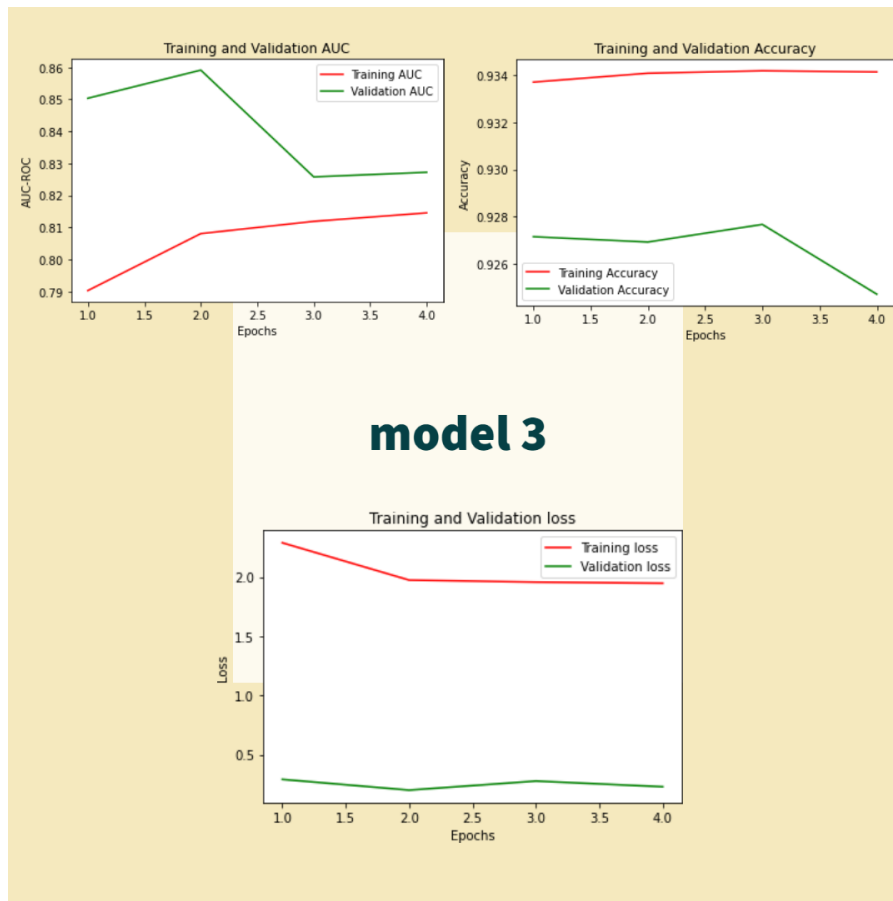 Training and Validation AUC
0.86
0.85
0.84
0.83
0.82
0.81
0.80
0.79
AUC-ROC
Training AUC
Validation AUC
1.0 1.5 2.0 2.5 3.0 3.5 4.0
Epochs
Training and Validation Accuracy
0.934
0.932
0.930
0.928
0.926
Accuracy
Training Accuracy
Validation Accuracy
1.0 1.5 2.0 2.5 3.0 3.5 4.0
Epochs
model 3
Training and Validation loss
2.0
1.5
1.0
0.5
Loss
Training loss
Validation loss
1.0 1.5 2.0 2.5 3.0 3.5 4.0
Epochs